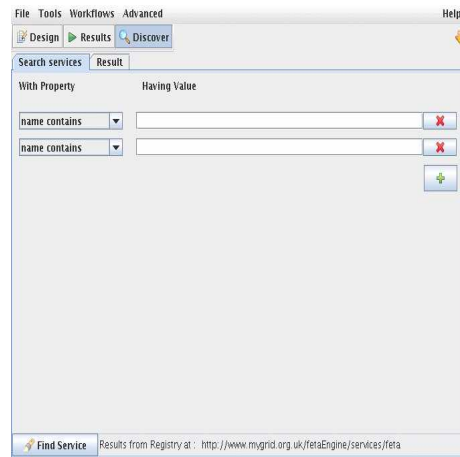 File Tools Workflows Advanced Help
Design Results Discover
Search services Result
With Property Having Value
name contains
name contains
Find Service Results from Registry at : http://www.mygrid.org.uk/fetaEngine/services/feta